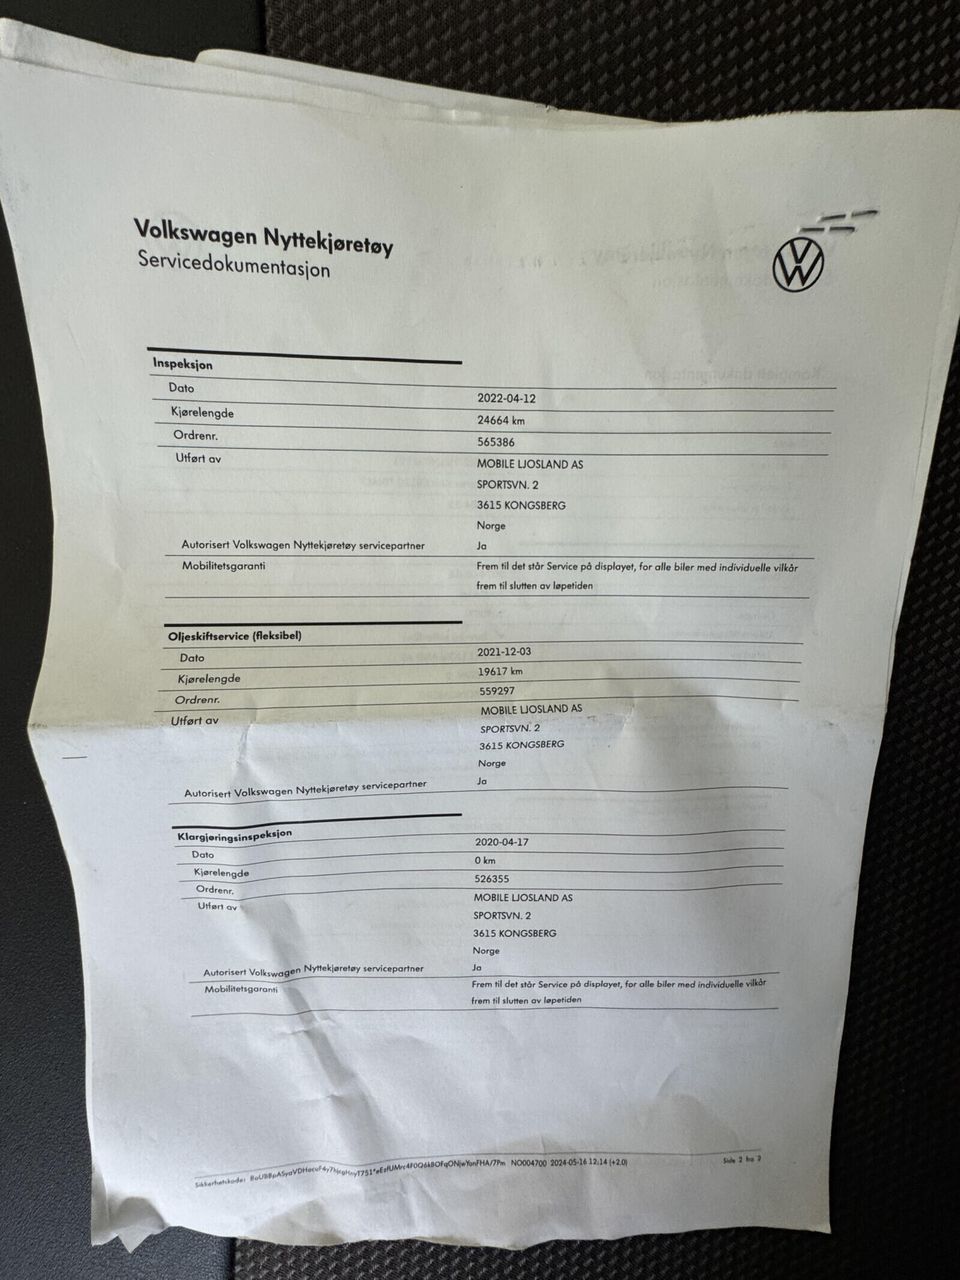 Volkswagen Nyttekjøretøy
Servicedokumentasjon
Inspeksjon
Dato 2022-04-12
Kjørelengde 24664 km
Ordrenr. 565386
Utført av MOBILE LJOSLAND AS
SPORTSVN. 2
3615 KONGSBERG
Norge
Autorisert Volkswagen Nyttekjøretøy servicepartner Ja
Mobilitetsgaranti Frem til det står Service på displayet, for alle biler med individuelle vilkår
frem til slutten av løpetiden
Oljeskiftservice (fleksibel)
Dato 2021-12-03
Kjørelengde 19617 km
Ordrenr. 559297
Utført av MOBILE LJOSLAND AS
SPORTSVN. 2
3615 KONGSBERG
Norge
Autorisert Volkswagen Nyttekjøretøy servicepartner Ja
Klargjøringsinspeksjon
Dato 2020-04-17
Kjørelengde 0 km
Ordrenr. 526355
Utført av MOBILE LJOSLAND AS
SPORTSVN. 2
3615 KONGSBERG
Norge
Autorisert Volkswagen Nyttekjøretøy servicepartner Ja
Mobilitetsgaranti Frem til det står Service på displayet, for alle biler med individuelle vilkår
frem til slutten av løpetiden
Sikkerhetskode: NO004700 2024-05-16 12:14 (+2.0) Side 2 fra 2